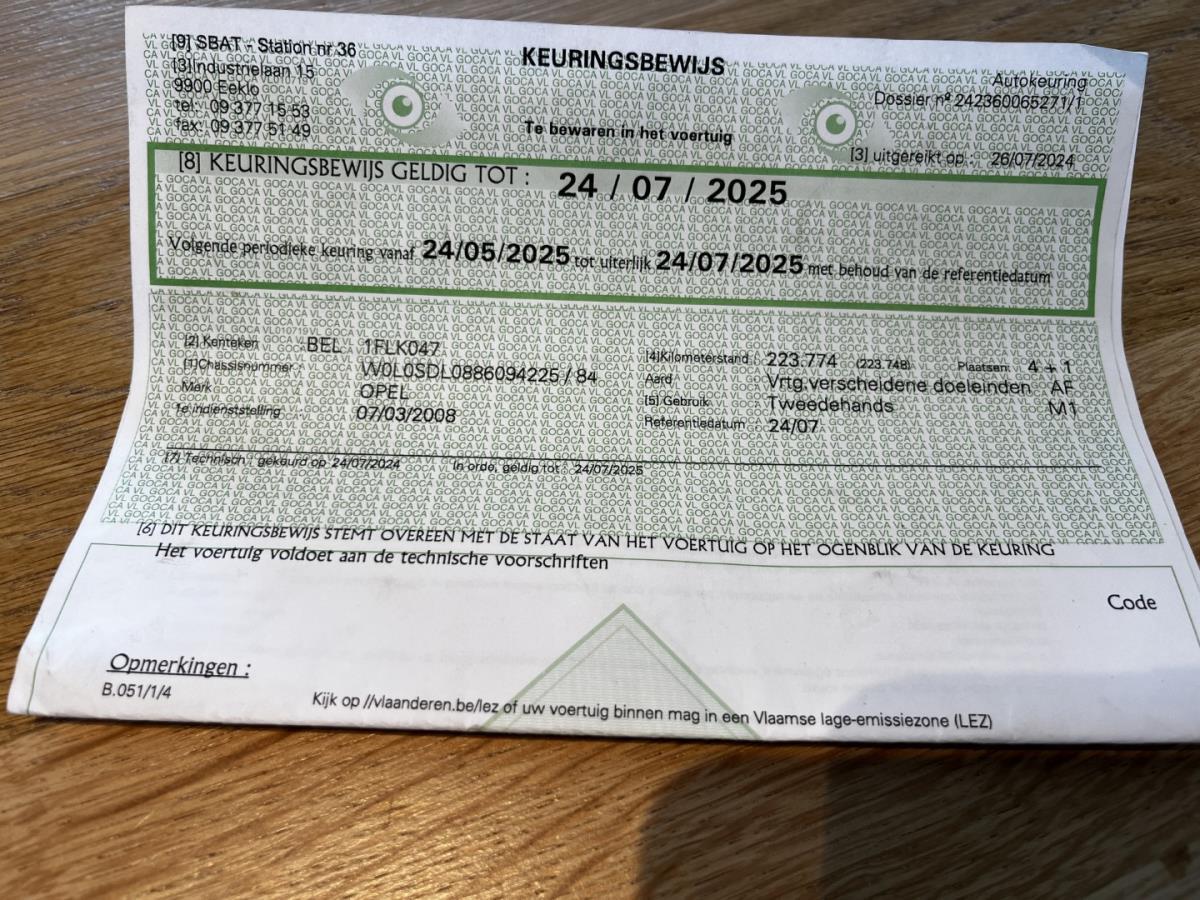 [9] SBAT - Station nr 36
[3] Industrielaan 15
9900 Eeklo
tel: 09 377 15 53
fax: 09 377 51 49
KEURINGSBEWIJS
Te bewaren in het voertuig
Autokeuring
Dossier nº 242360065271/1
[3] uitgereikt op : 26/07/2024
[8] KEURINGSBEWIJS GELDIG TOT : 24 / 07 / 2025
Volgende periodieke keuring vanaf 24/05/2025 tot uiterlijk 24/07/2025 met behoud van de referentiedatum
[2] Kenteken BEL 1FLK047
[1] Chassisnummer W0L0SDL0886094225 / 84
Merk OPEL
1e indienststelling 07/03/2008
[4] Kilometerstand 223.774 (223.748) Plaatsen: 4 + 1
Aard Vrtg.verscheidene doeleinden AF
[5] Gebruik Tweedehands M1
Referentiedatum 24/07
[7] Technisch : gekeurd op 24/07/2024 In orde, geldig tot : 24/07/2025
[6] DIT KEURINGSBEWIJS STEMT OVEREEN MET DE STAAT VAN HET VOERTUIG OP HET OGENBLIK VAN DE KEURING
Het voertuig voldoet aan de technische voorschriften
Code
Opmerkingen :
B.051/1/4
Kijk op //vlaanderen.be/lez of uw voertuig binnen mag in een Vlaamse lage-emissiezone (LEZ)